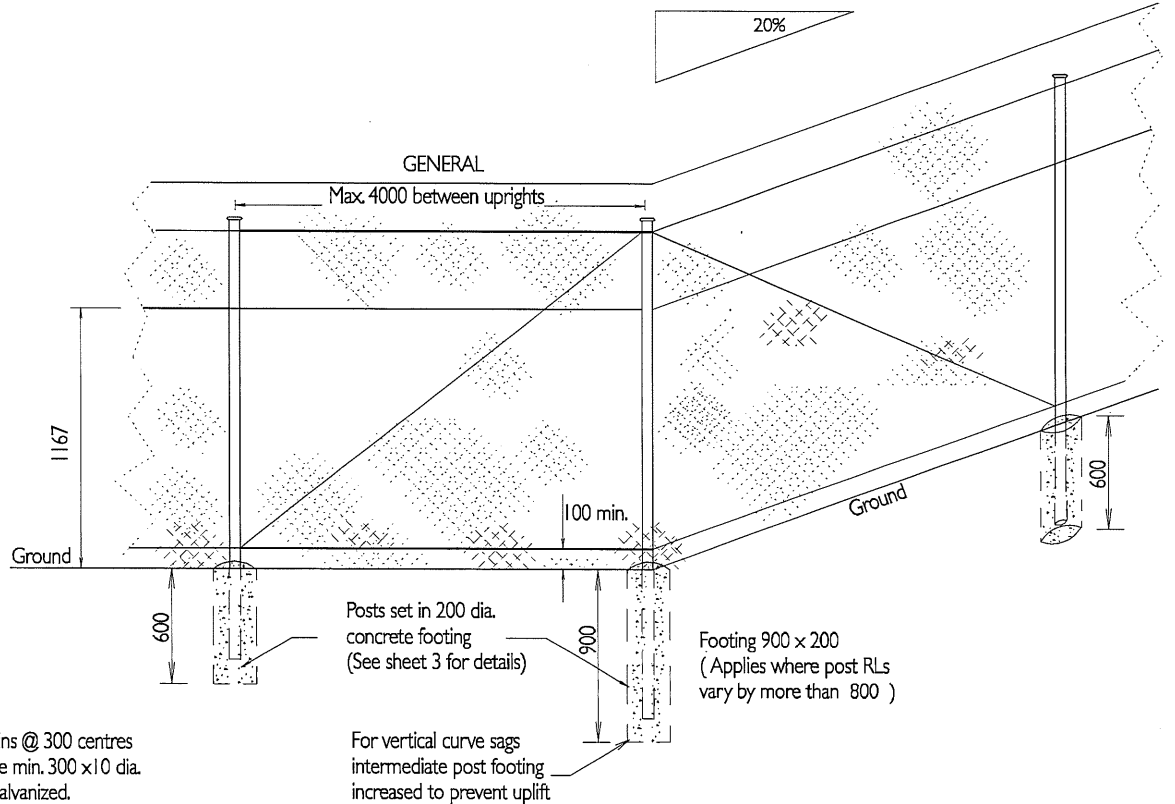 20%
GENERAL
Max. 4000 between uprights
1167
100 min.
Ground
Ground
600
600
900
Posts set in 200 dia.
concrete footing
(See sheet 3 for details)
Footing 900 x 200
( Applies where post RLs
vary by more than 800 )
@ 300 centres
min. 300 x10 dia.
For vertical curve sags
intermediate post footing
increased to prevent uplift